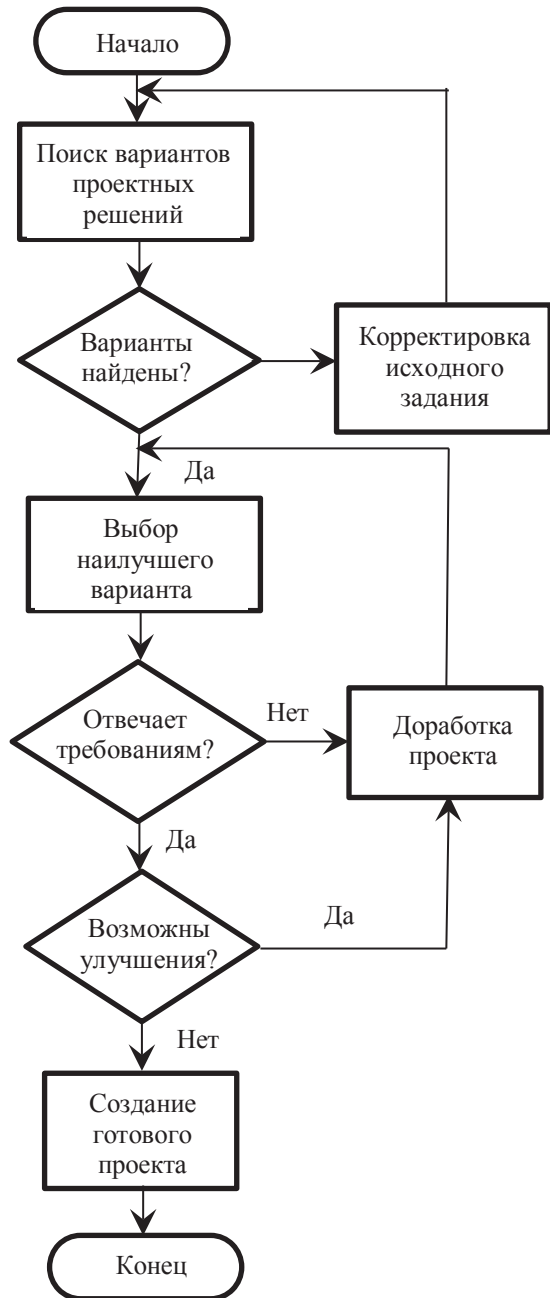 Начало
Поиск вариантов
проектных
решений
Варианты
найдены?
Корректировка
исходного
задания
Да
Выбор
наилучшего
варианта
Отвечает
требованиям?
Нет
Доработка
проекта
Да
Возможны
улучшения?
Да
Нет
Создание
готового
проекта
Конец